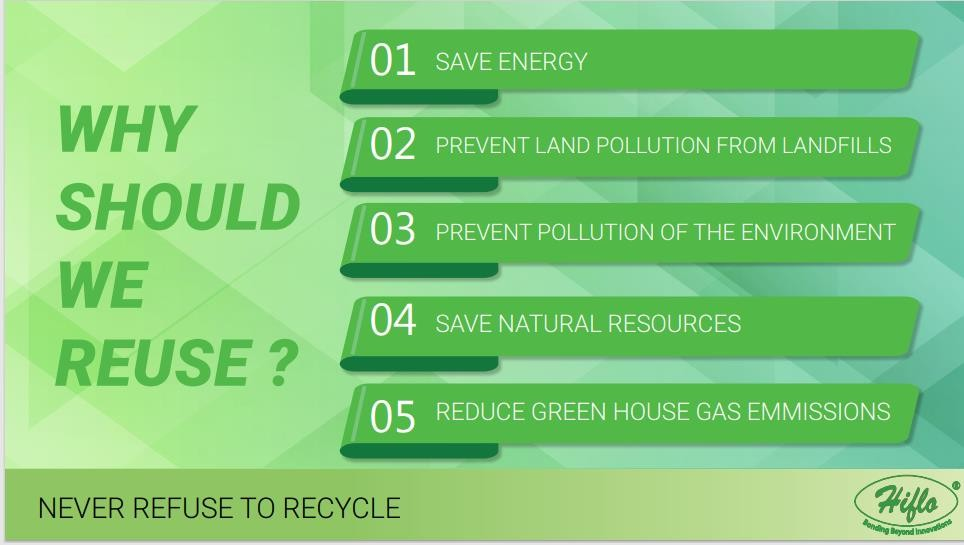 WHY
SHOULD
WE
REUSE ?
01 SAVE ENERGY
02 PREVENT LAND POLLUTION FROM LANDFILLS
03 PREVENT POLLUTION OF THE ENVIRONMENT
04 SAVE NATURAL RESOURCES
05 REDUCE GREEN HOUSE GAS EMMISSIONS
NEVER REFUSE TO RECYCLE
Hiflo ®
Bonding Beyond Innovations